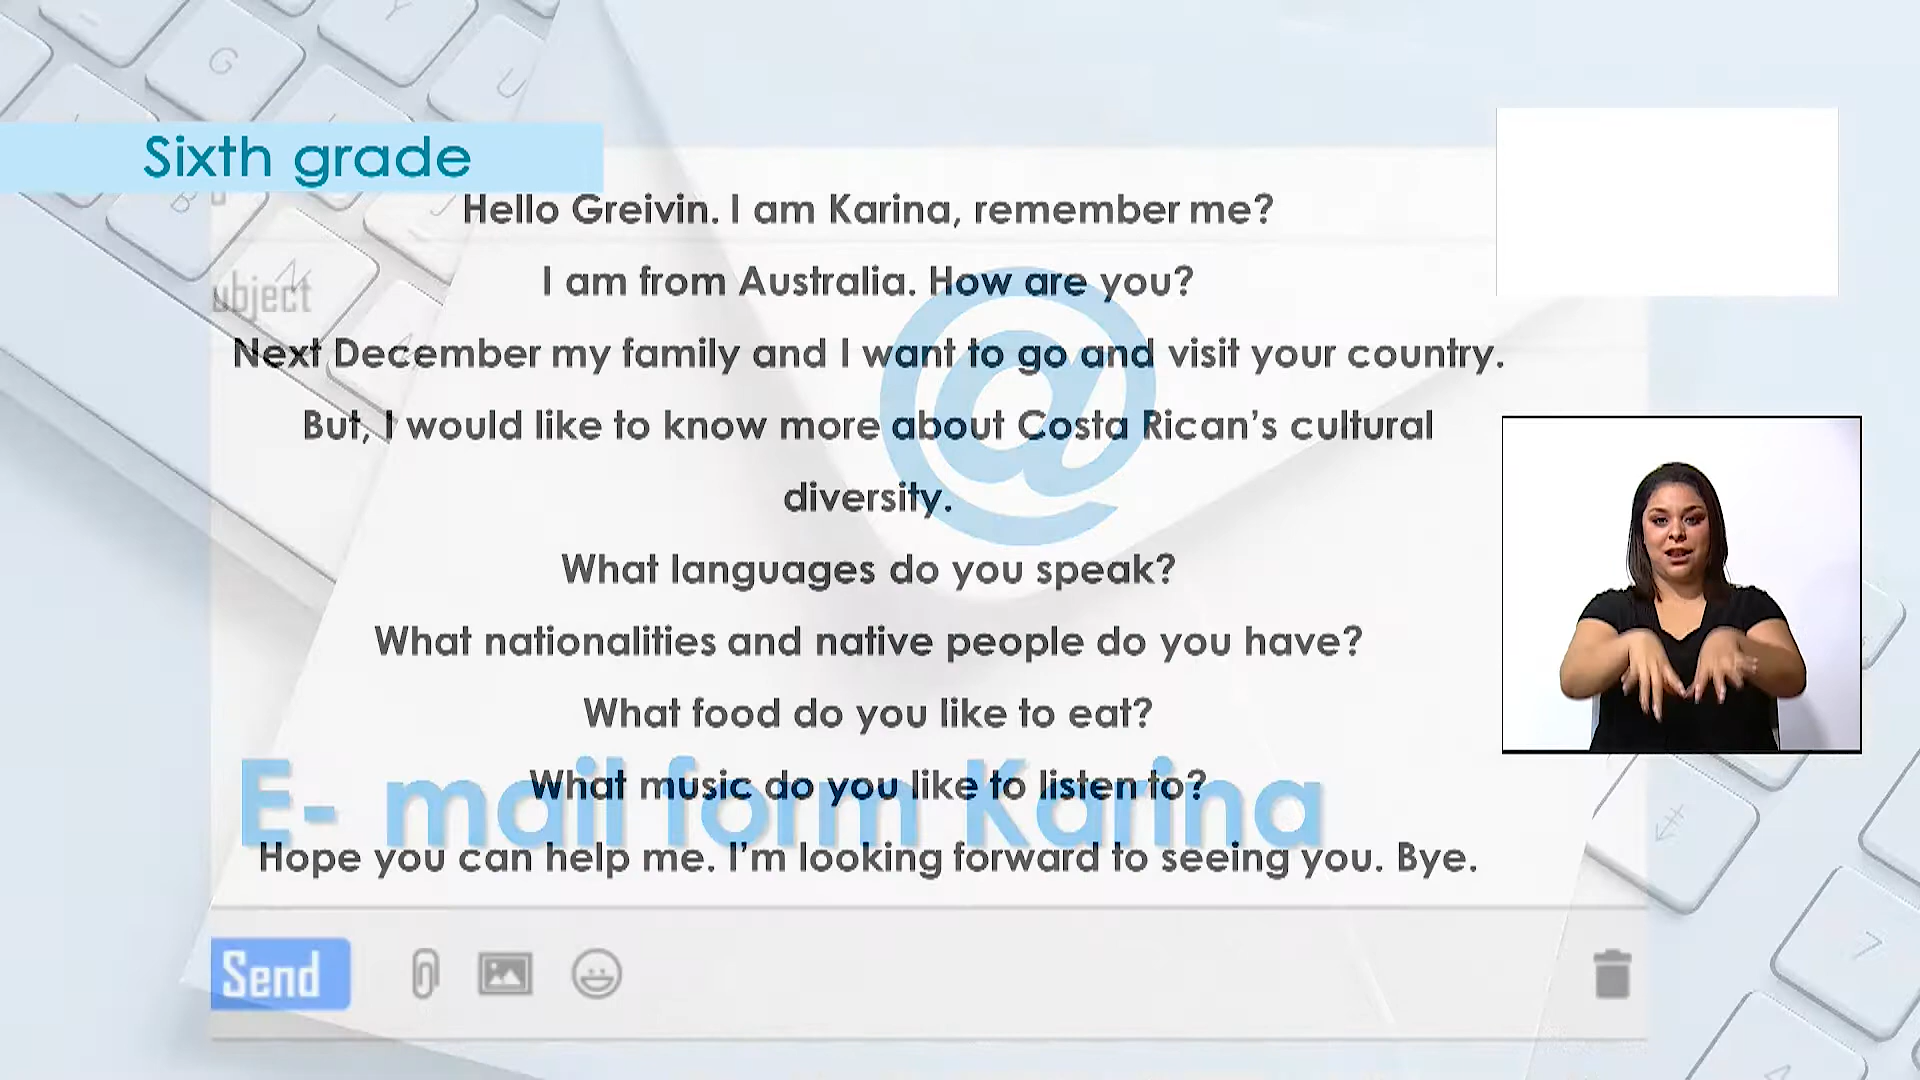 Sixth grade
Hello Greivin. I am Karina, remember me?
ubject
I am from Australia. How are you?
Next December my family and I want to go and visit your country.
But, I would like to know more about Costa Rican's cultural
diversity.
What languages do you speak?
What nationalities and native people do you have?
What food do you like to eat?
What music do you like to listen to?
E- mail form Karina
Hope you can help me. I'm looking forward to seeing you. Bye.
Send